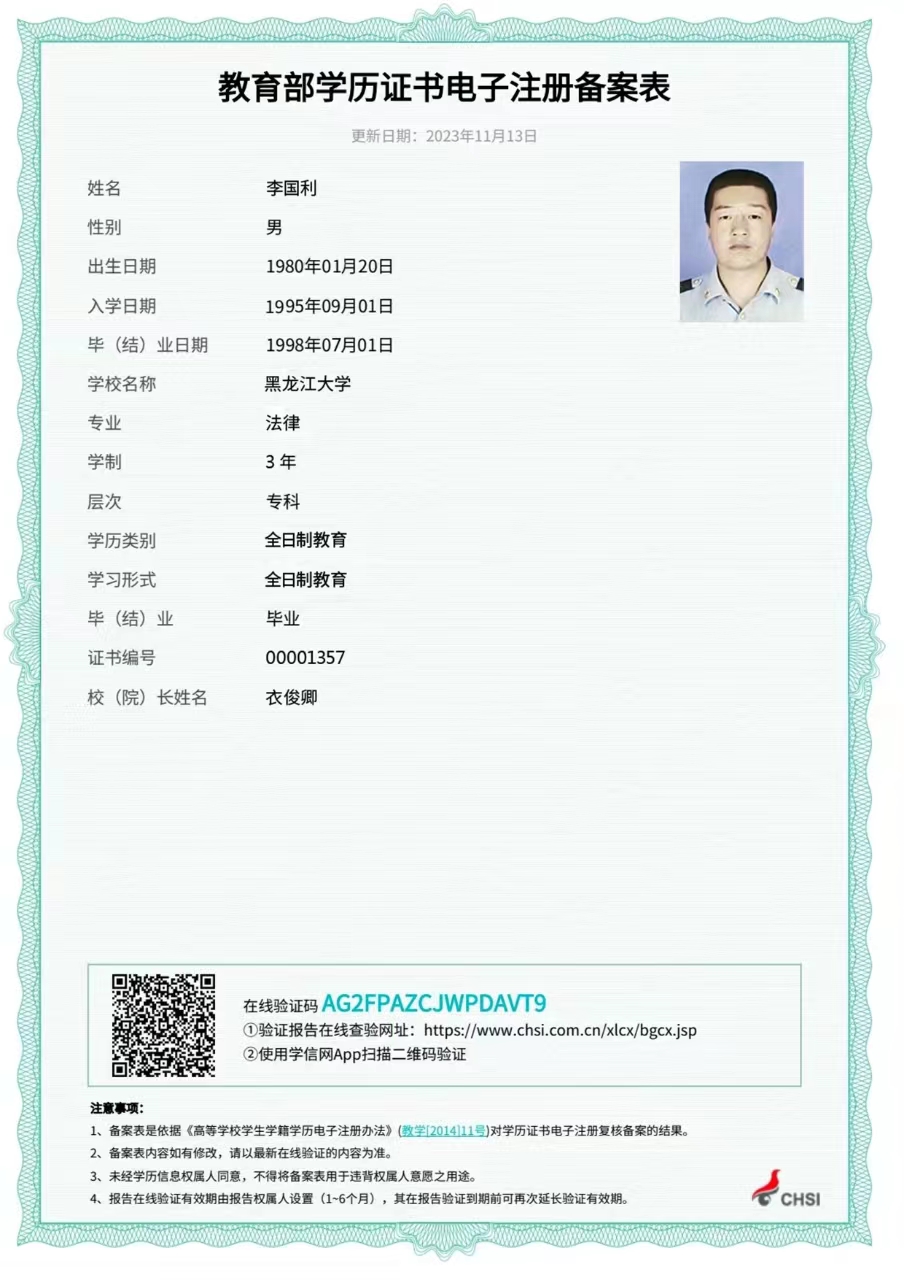 教育部学历证书电子注册备案表
更新日期：2023年11月13日
姓名 李国利
性别 男
出生日期 1980年01月20日
入学日期 1995年09月01日
毕（结）业日期 1998年07月01日
学校名称 黑龙江大学
专业 法律
学制 3 年
层次 专科
学历类别 全日制教育
学习形式 全日制教育
毕（结）业 毕业
证书编号 00001357
校（院）长姓名 衣俊卿
在线验证码 AG2FPAZCJWPDAVT9
①验证报告在线查验网址：https://www.chsi.com.cn/xlcx/bgcx.jsp
②使用学信网App扫描二维码验证
注意事项：
1、备案表是依据《高等学校学生学籍学历电子注册办法》(教学[2014]11号)对学历证书电子注册复核备案的结果。
2、备案表内容如有修改，请以最新在线验证的内容为准。
3、未经学历信息权属人同意，不得将备案表用于违背权属人意愿之用途。
4、报告在线验证有效期由报告权属人设置（1~6个月），其在报告验证到期前可再次延长验证有效期。
CHSI